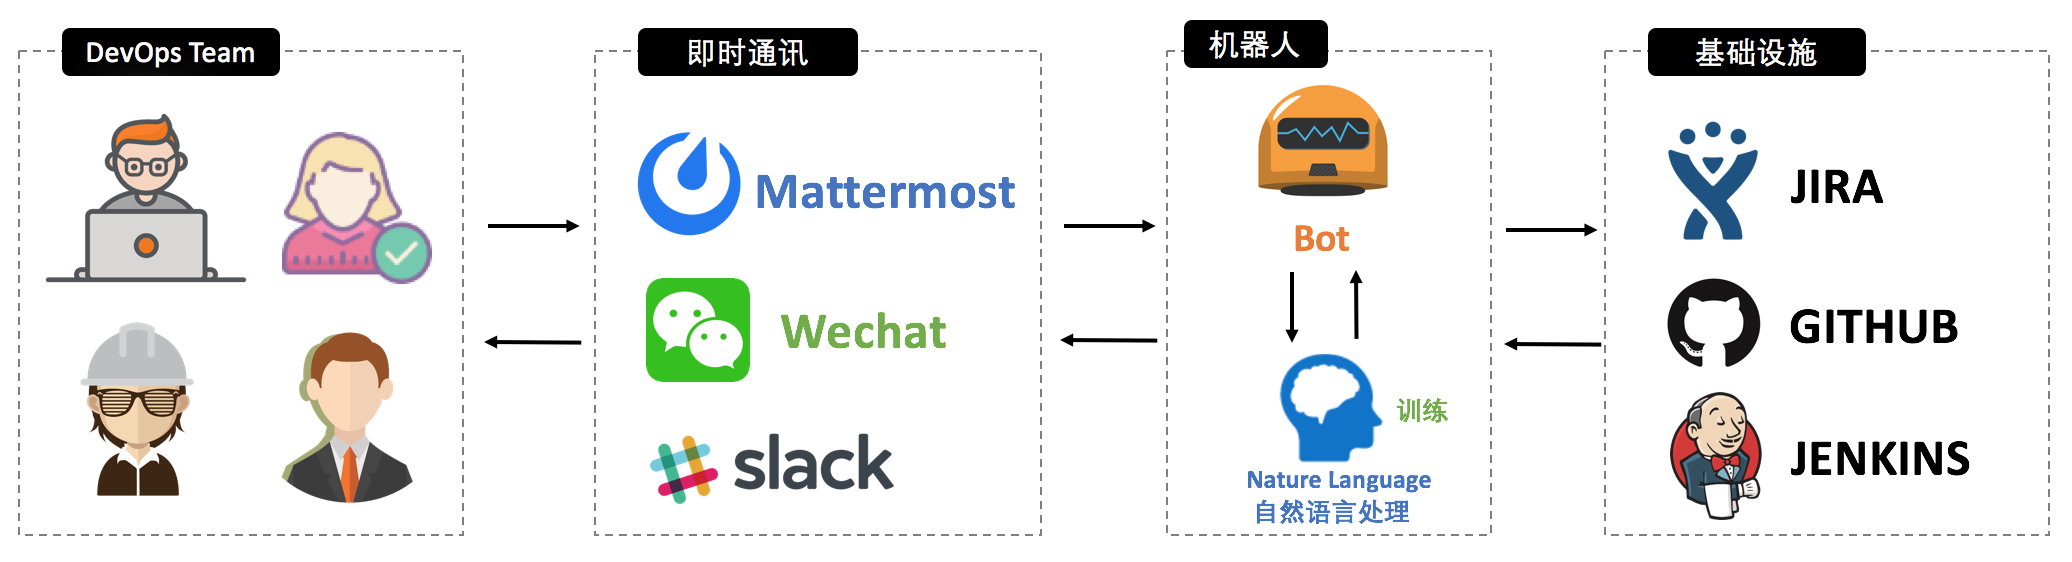 DevOps Team
即时通讯
Mattermost
Wechat
slack
机器人
Bot
训练
Nature Language
自然语言处理
基础设施
JIRA
GITHUB
JENKINS